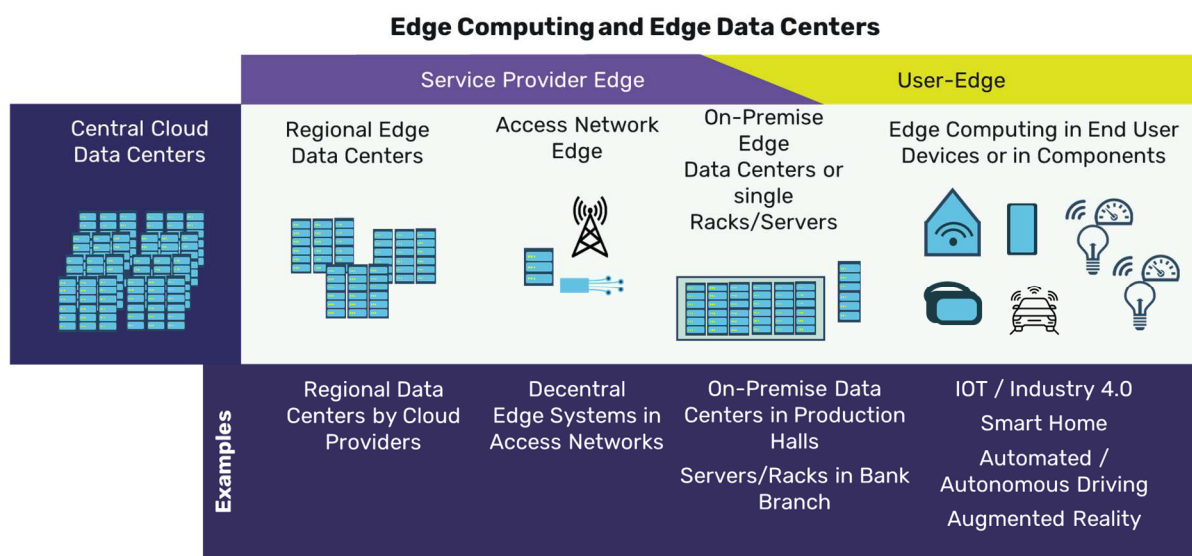 Edge Computing and Edge Data Centers
Service Provider Edge
User-Edge
Central Cloud
Data Centers
Regional Edge
Data Centers
Access Network
Edge
On-Premise
Edge
Data Centers or
single
Racks/Servers
Edge Computing in End User
Devices or in Components
Examples
Regional Data
Centers by Cloud
Providers
Decentral
Edge Systems in
Access Networks
On-Premise Data
Centers in Production
Halls
Servers/Racks in Bank
Branch
IOT / Industry 4.0
Smart Home
Automated /
Autonomous Driving
Augmented Reality